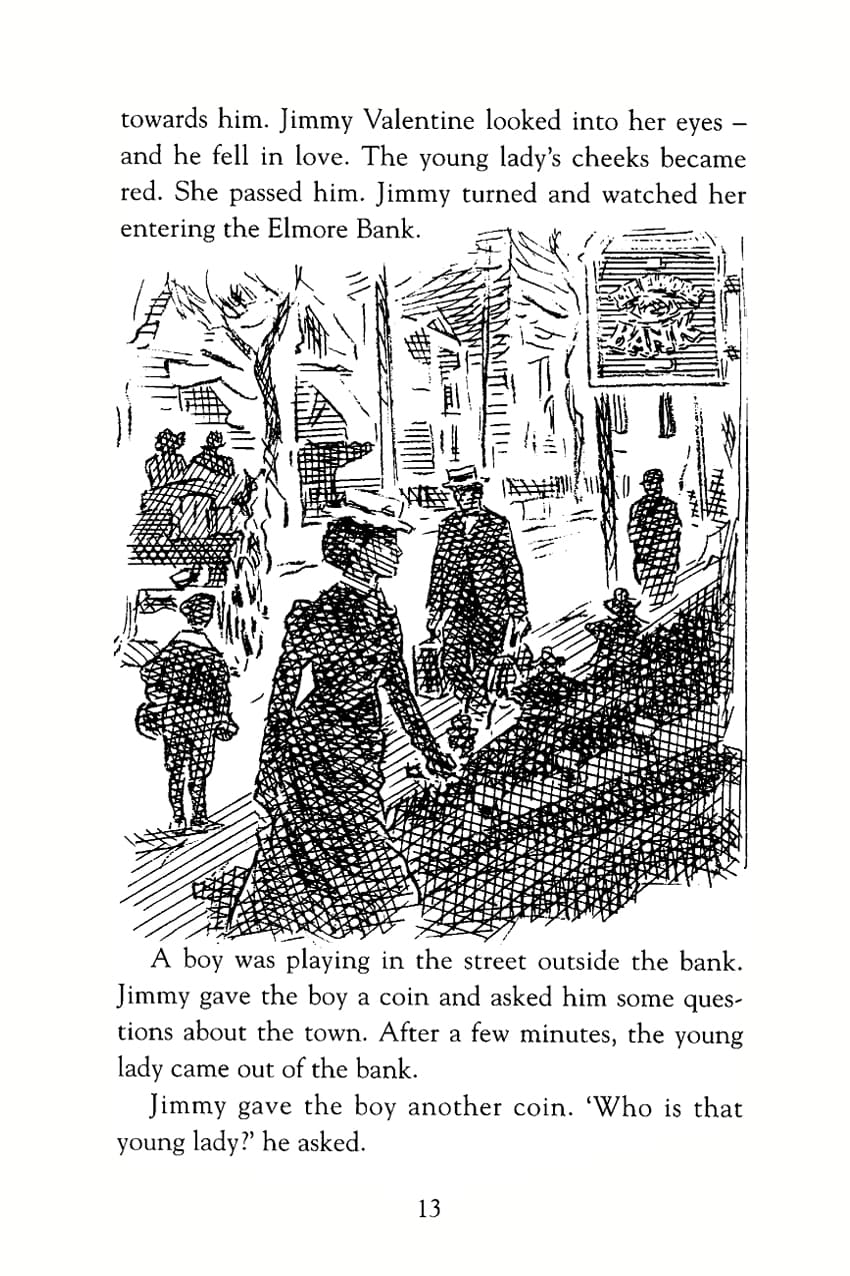 towards him. Jimmy Valentine looked into her eyes –
and he fell in love. The young lady’s cheeks became
red. She passed him. Jimmy turned and watched her
entering the Elmore Bank.
THE ELMORE
BANK
A boy was playing in the street outside the bank.
Jimmy gave the boy a coin and asked him some ques-
tions about the town. After a few minutes, the young
lady came out of the bank.
Jimmy gave the boy another coin. ‘Who is that
young lady?’ he asked.
13